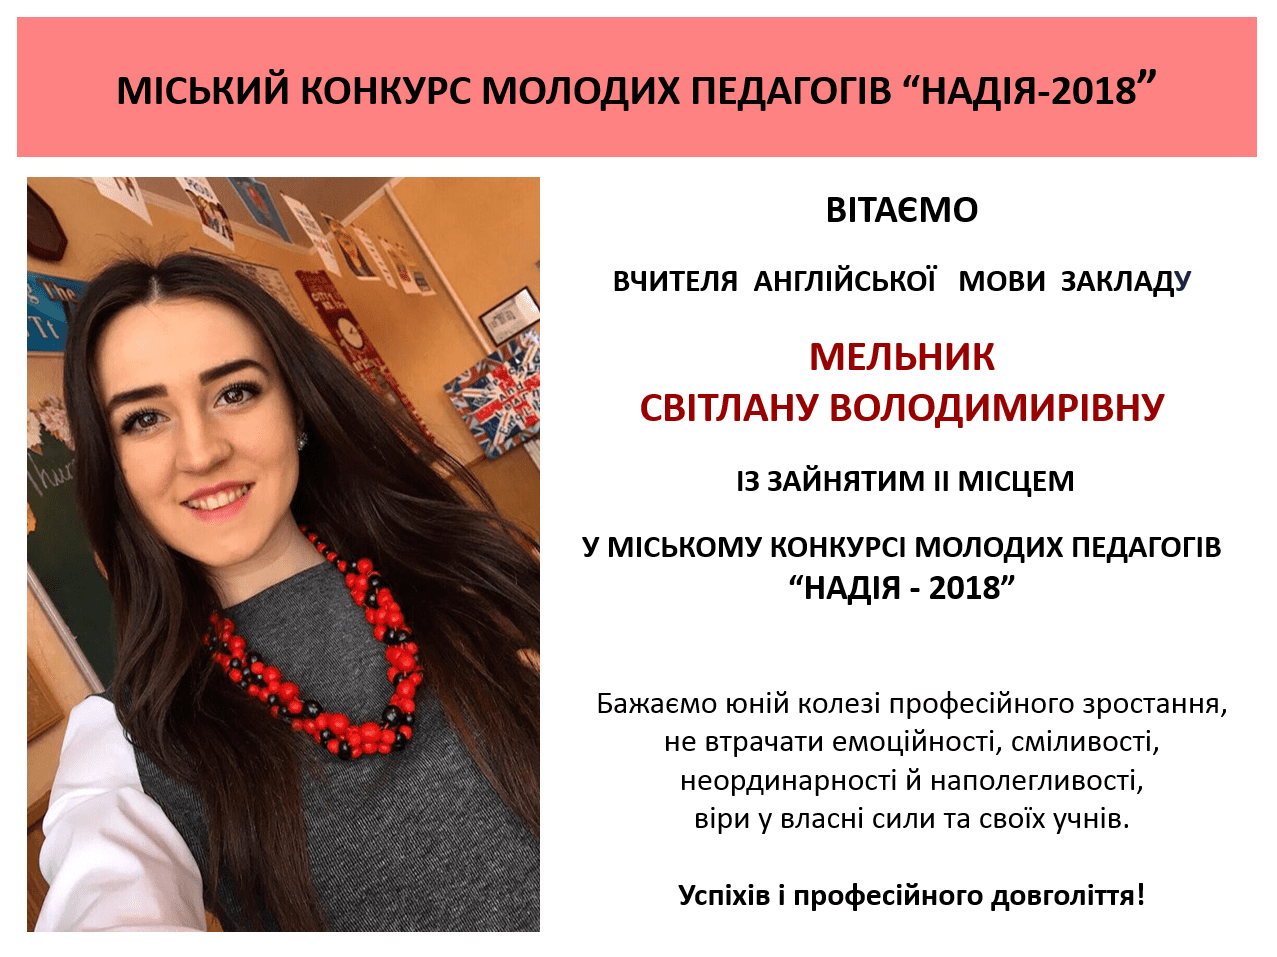 МІСЬКИЙ КОНКУРС МОЛОДИХ ПЕДАГОГІВ “НАДІЯ-2018”
ВІТАЄМО
ВЧИТЕЛЯ АНГЛІЙСЬКОЇ МОВИ ЗАКЛАДУ
МЕЛЬНИК
СВІТЛАНУ ВОЛОДИМИРІВНУ
ІЗ ЗАЙНЯТИМ ІІ МІСЦЕМ
У МІСЬКОМУ КОНКУРСІ МОЛОДИХ ПЕДАГОГІВ
“НАДІЯ - 2018”
Бажаємо юній колезі професійного зростання,
не втрачати емоційності, сміливості,
неординарності й наполегливості,
віри у власні сили та своїх учнів.
Успіхів і професійного довголіття!